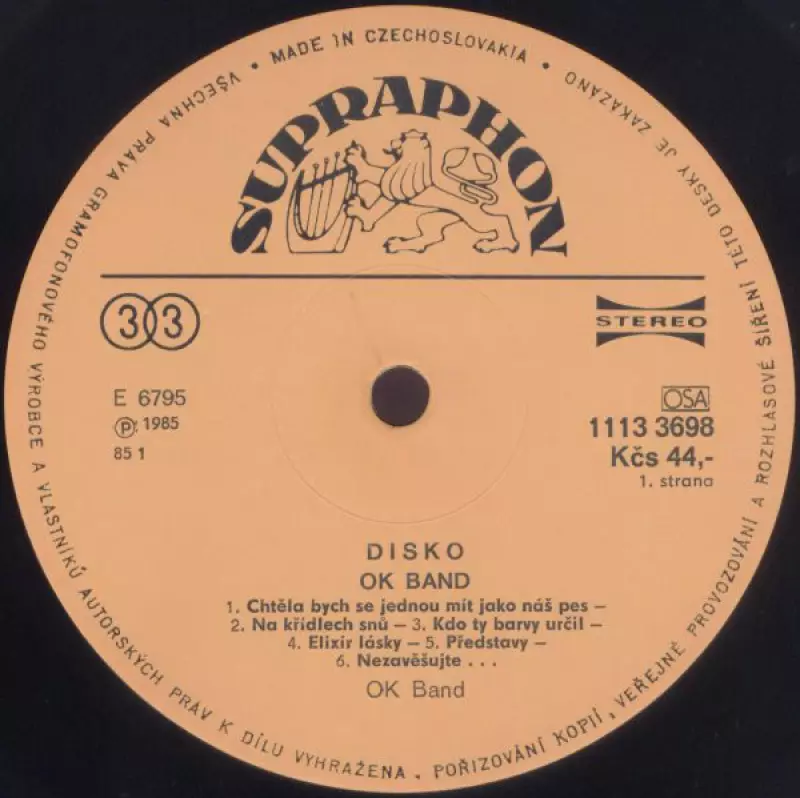 • MADE IN CZECHOSLOVAKIA •
VŠECHNA PRÁVA GRAMOFONOVÉHO VÝROBCE A VLASTNÍKŮ AUTORSKÝCH PRÁV K DÍLU VYHRAŽENA. POŘIZOVÁNÍ KOPIÍ, VEŘEJNÉ PROVOZOVÁNÍ A ROZHLASOVÉ ŠÍŘENÍ TÉTO DESKY JE ZAKÁZÁNO
SUPRAPHON
33
STEREO
E 6795
Ⓟ: 1985
85 1
OSA
1113 3698
Kčs 44,-
1. strana
DISKO
OK BAND
1. Chtěla bych se jednou mít jako náš pes –
2. Na křídlech snů – 3. Kdo ty barvy určil –
4. Elixír lásky – 5. Představy –
6. Nezavěšujte . . .
OK Band